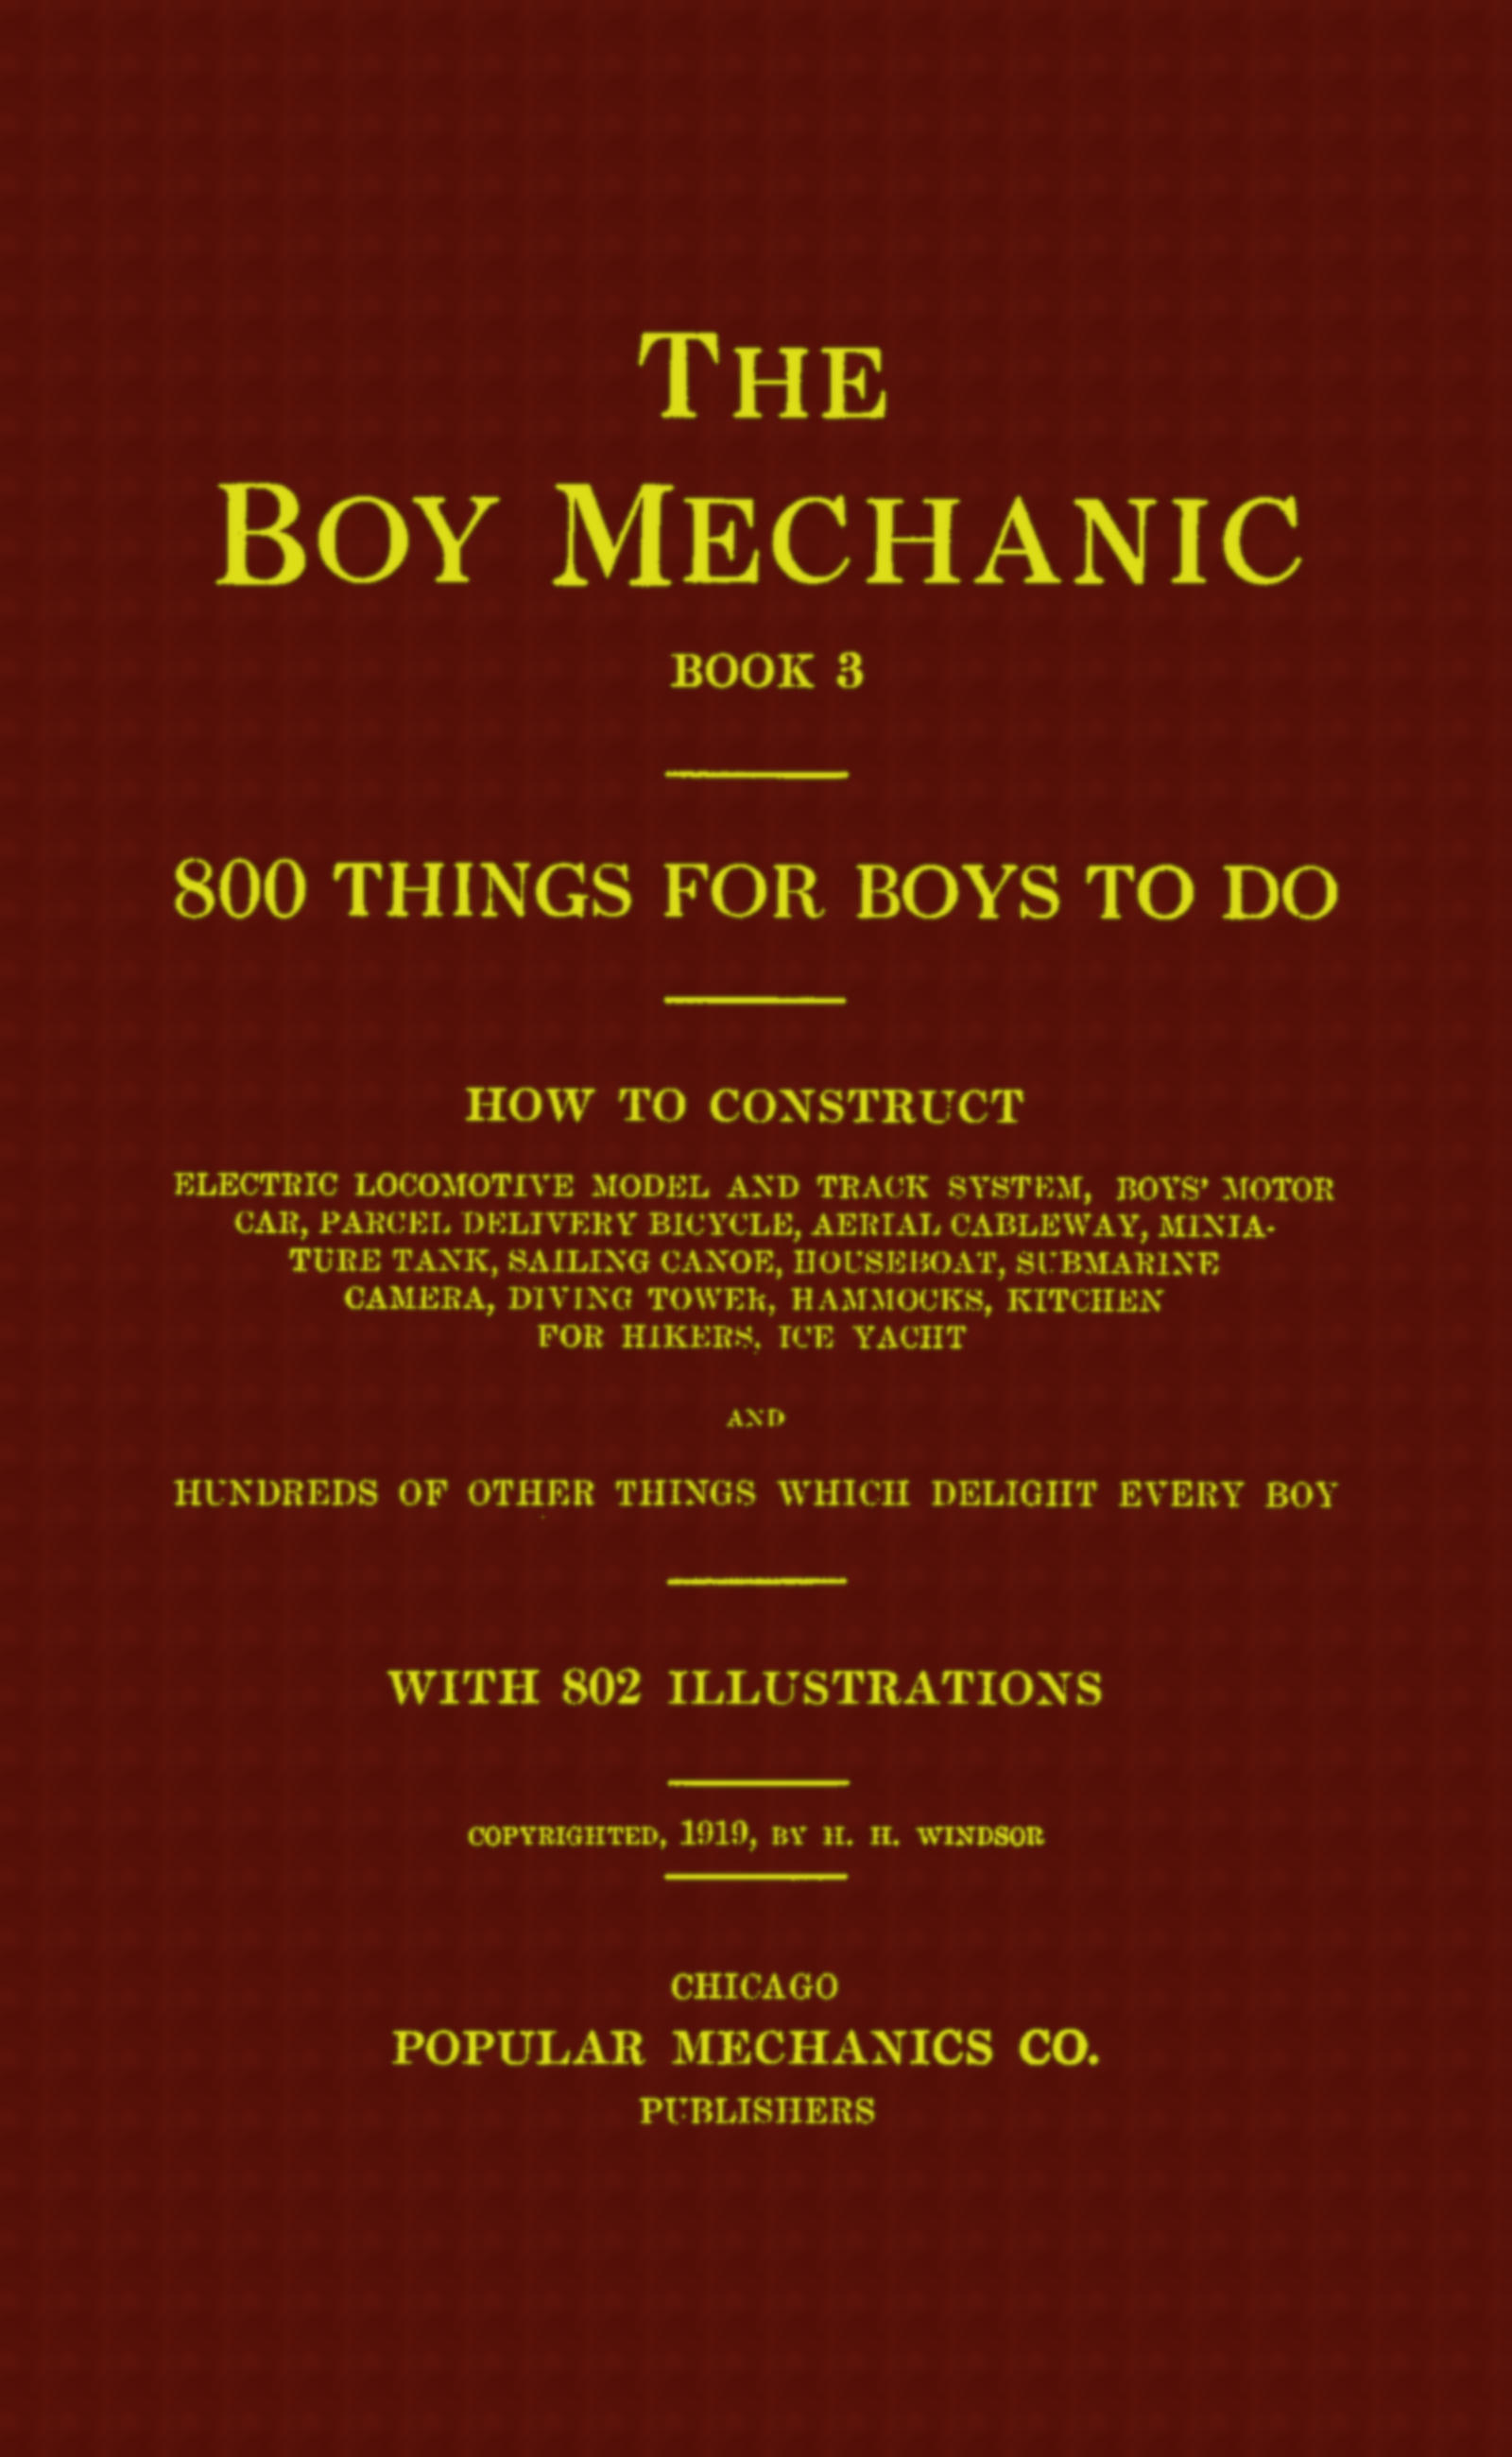 THE
BOY MECHANIC
BOOK 3
800 THINGS FOR BOYS TO DO
HOW TO CONSTRUCT
ELECTRIC LOCOMOTIVE MODEL AND TRACK SYSTEM, BOYS' MOTOR
CAR, PARCEL DELIVERY BICYCLE, AERIAL CABLEWAY, MINIA-
TURE TANK, SAILING CANOE, HOUSEBOAT, SUBMARINE
CAMERA, DIVING TOWER, HAMMOCKS, KITCHEN
FOR HIKERS, ICE YACHT
AND
HUNDREDS OF OTHER THINGS WHICH DELIGHT EVERY BOY
WITH 802 ILLUSTRATIONS
COPYRIGHTED, 1919, BY H. H. WINDSOR
CHICAGO
POPULAR MECHANICS CO.
PUBLISHERS